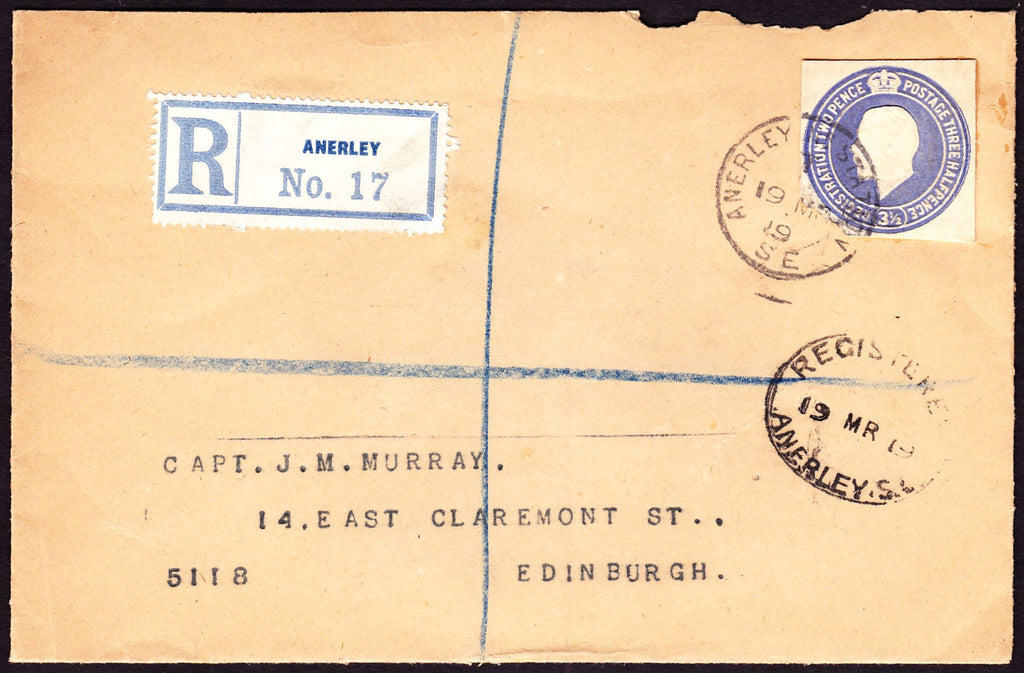 R
ANERLEY
No. 17
REGISTRATION TWO PENCE POSTAGE THREE HALFPENCE (3½
ANERLEY
19 MR
19
S E
REGISTERE
19 MR 19
ANERLEY.S.
CAPT. J. M. MURRAY.
14. EAST CLAREMONT ST..
5118 EDINBURGH.